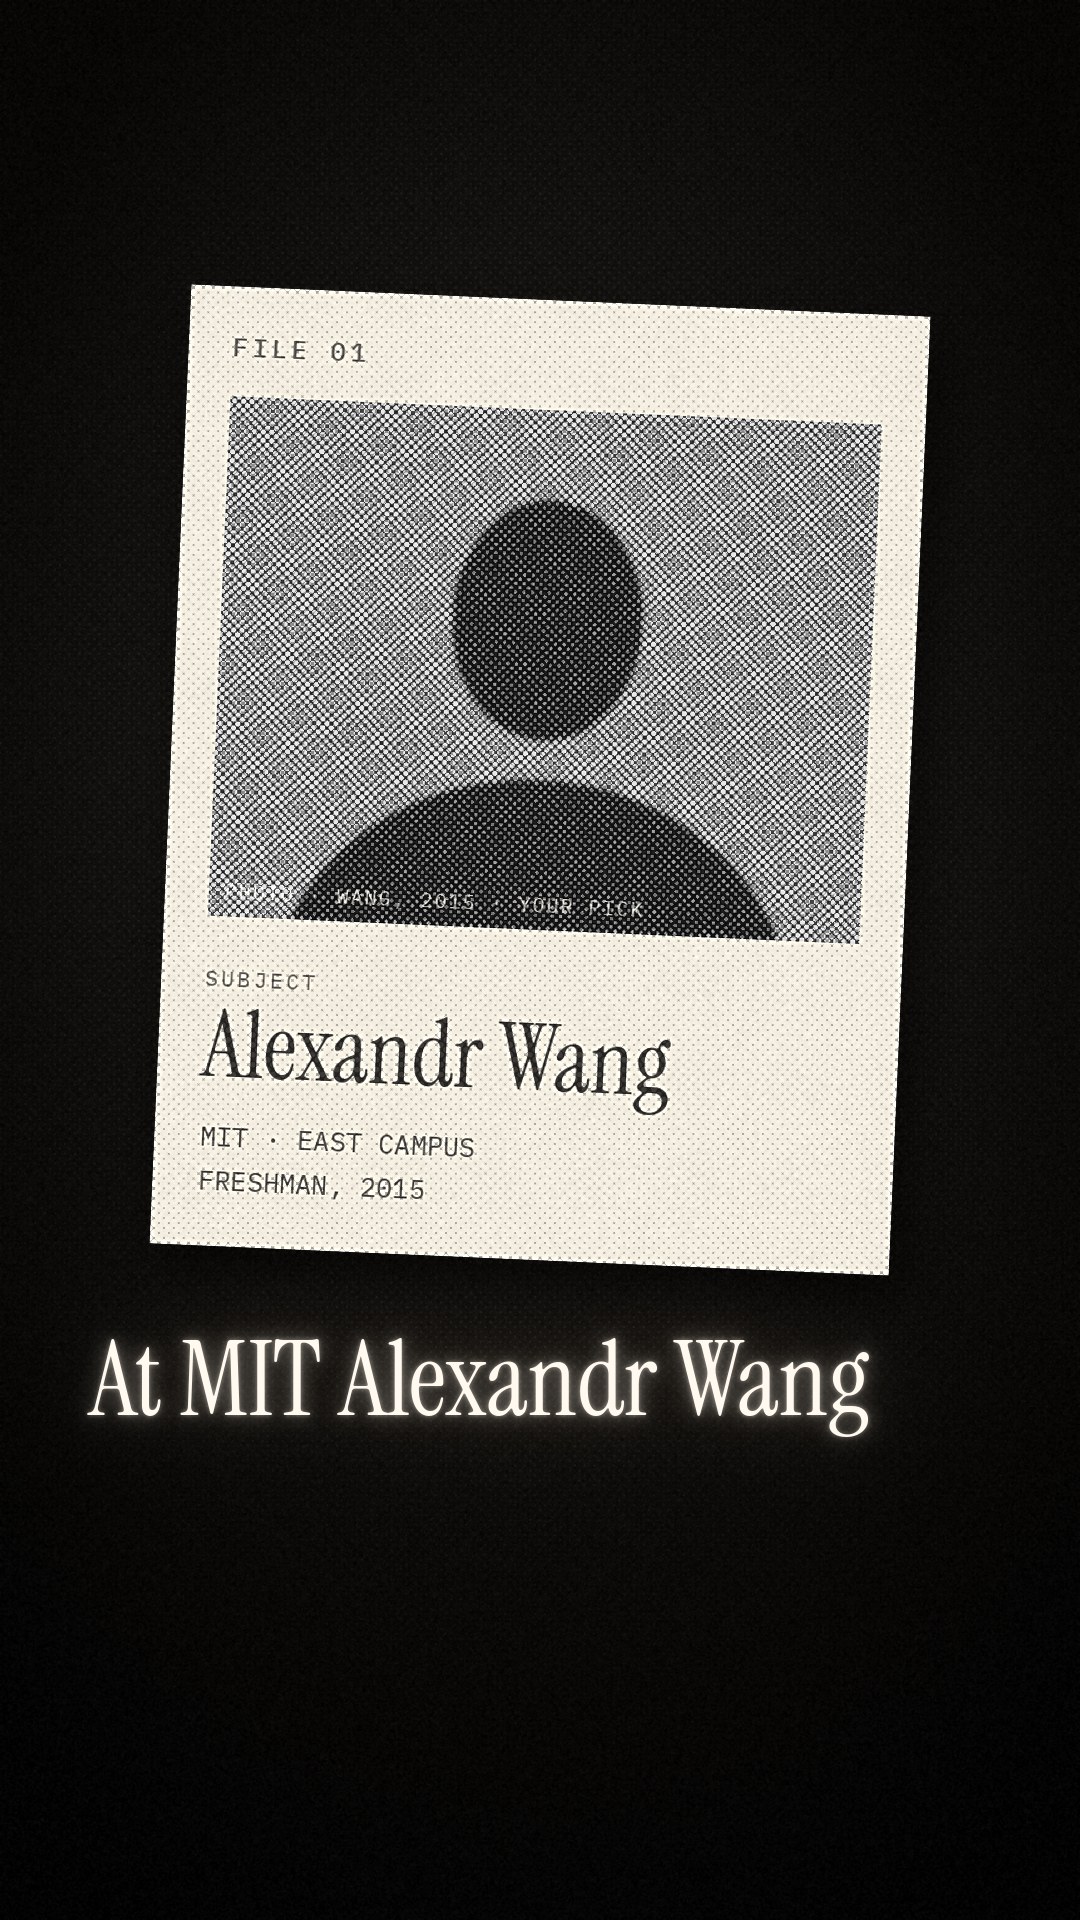 FILE 01
WANG, 2015 · YOUR PICK
SUBJECT
Alexandr Wang
MIT · EAST CAMPUS
FRESHMAN, 2015
At MIT Alexandr Wang